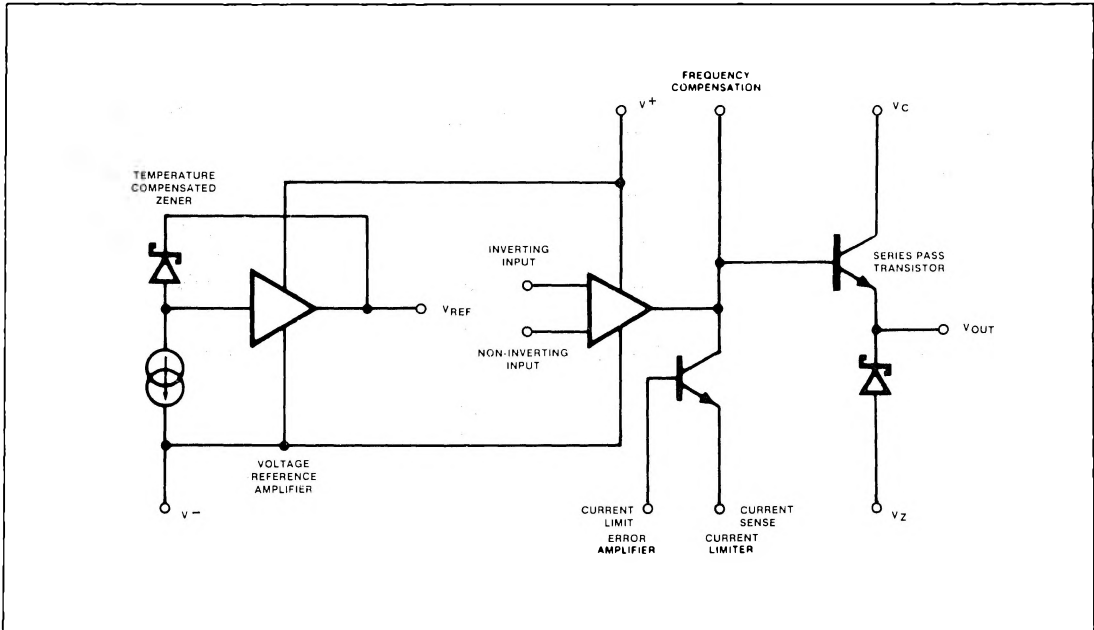 FREQUENCY
COMPENSATION
V+
VC
TEMPERATURE
COMPENSATED
ZENER
INVERTING
INPUT
SERIES PASS
TRANSISTOR
VREF
VOUT
NON-INVERTING
INPUT
VOLTAGE
REFERENCE
AMPLIFIER
V−
CURRENT
LIMIT
ERROR
AMPLIFIER
CURRENT
SENSE
CURRENT
LIMITER
VZ